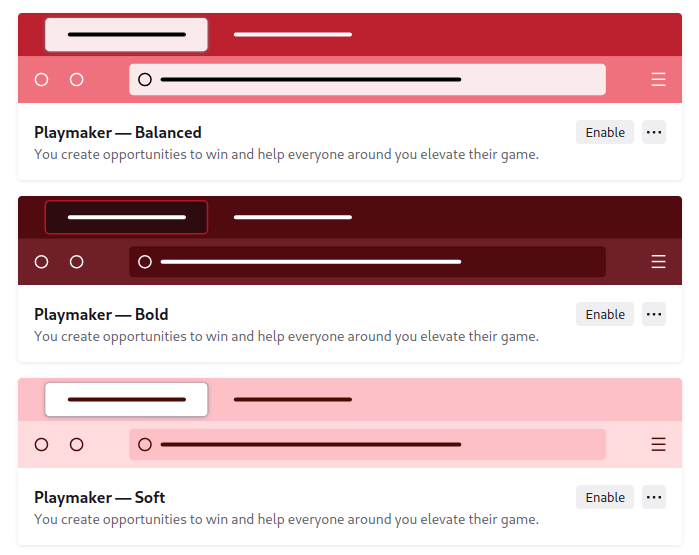 Playmaker — Balanced
Enable
You create opportunities to win and help everyone around you elevate their game.
Playmaker — Bold
Enable
You create opportunities to win and help everyone around you elevate their game.
Playmaker — Soft
Enable
You create opportunities to win and help everyone around you elevate their game.